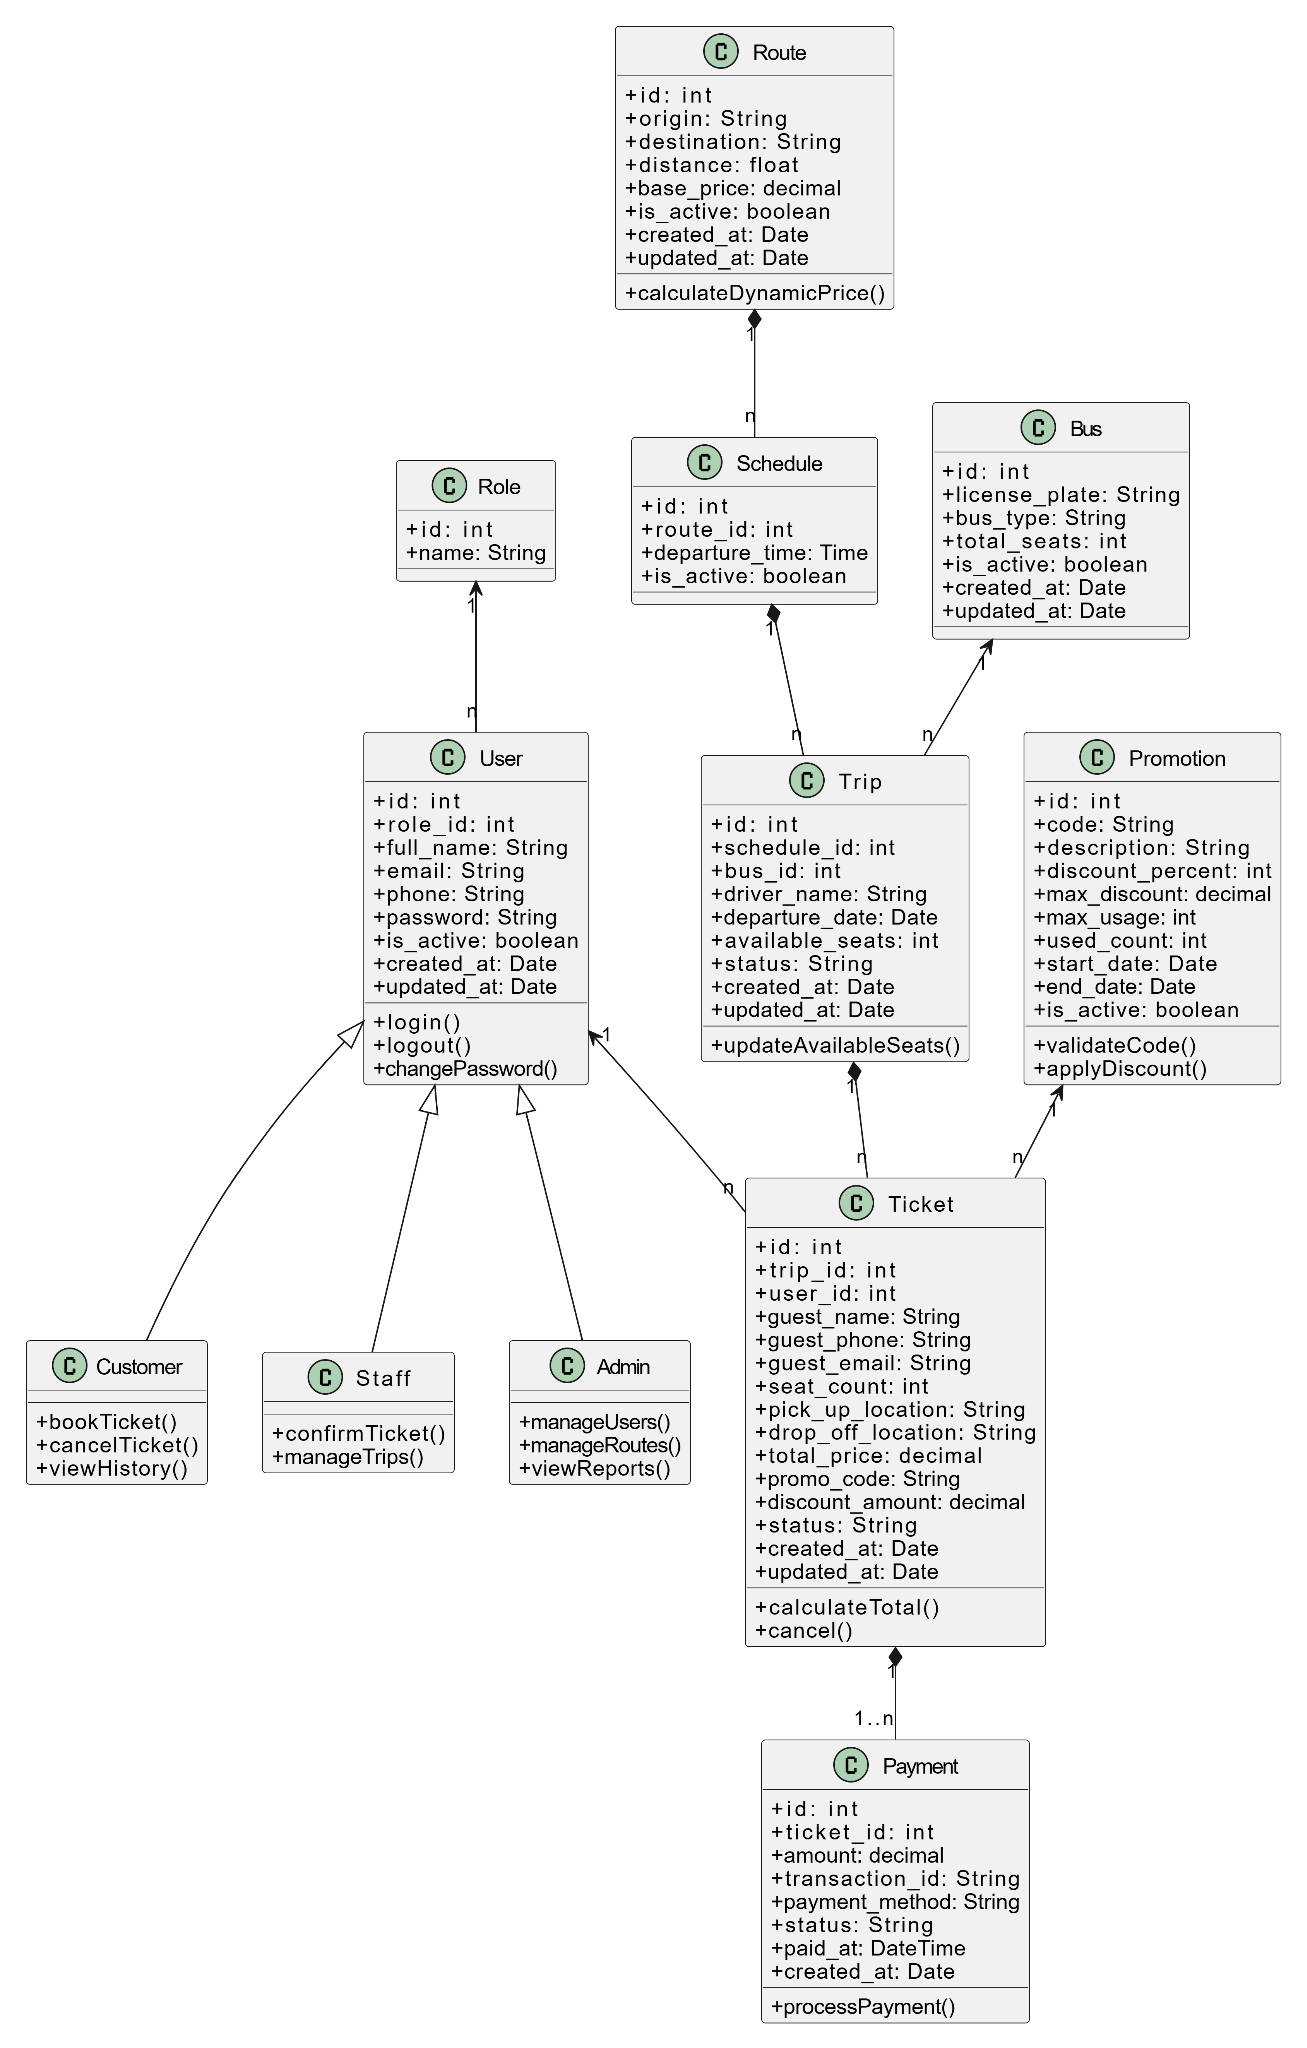 C Route
+id: int
+origin: String
+destination: String
+distance: float
+base_price: decimal
+is_active: boolean
+created_at: Date
+updated_at: Date
+calculateDynamicPrice()
1
n
C Schedule
+id: int
+route_id: int
+departure_time: Time
+is_active: boolean
1
n
C Bus
+id: int
+license_plate: String
+bus_type: String
+total_seats: int
+is_active: boolean
+created_at: Date
+updated_at: Date
1
n
C Role
+id: int
+name: String
1
n
C User
+id: int
+role_id: int
+full_name: String
+email: String
+phone: String
+password: String
+is_active: boolean
+created_at: Date
+updated_at: Date
+login()
+logout()
+changePassword()
1
n
C Trip
+id: int
+schedule_id: int
+bus_id: int
+driver_name: String
+departure_date: Date
+available_seats: int
+status: String
+created_at: Date
+updated_at: Date
+updateAvailableSeats()
1
n
C Promotion
+id: int
+code: String
+description: String
+discount_percent: int
+max_discount: decimal
+max_usage: int
+used_count: int
+start_date: Date
+end_date: Date
+is_active: boolean
+validateCode()
+applyDiscount()
1
n
C Customer
+bookTicket()
+cancelTicket()
+viewHistory()
C Staff
+confirmTicket()
+manageTrips()
C Admin
+manageUsers()
+manageRoutes()
+viewReports()
C Ticket
+id: int
+trip_id: int
+user_id: int
+guest_name: String
+guest_phone: String
+guest_email: String
+seat_count: int
+pick_up_location: String
+drop_off_location: String
+total_price: decimal
+promo_code: String
+discount_amount: decimal
+status: String
+created_at: Date
+updated_at: Date
+calculateTotal()
+cancel()
1
1..n
C Payment
+id: int
+ticket_id: int
+amount: decimal
+transaction_id: String
+payment_method: String
+status: String
+paid_at: DateTime
+created_at: Date
+processPayment()